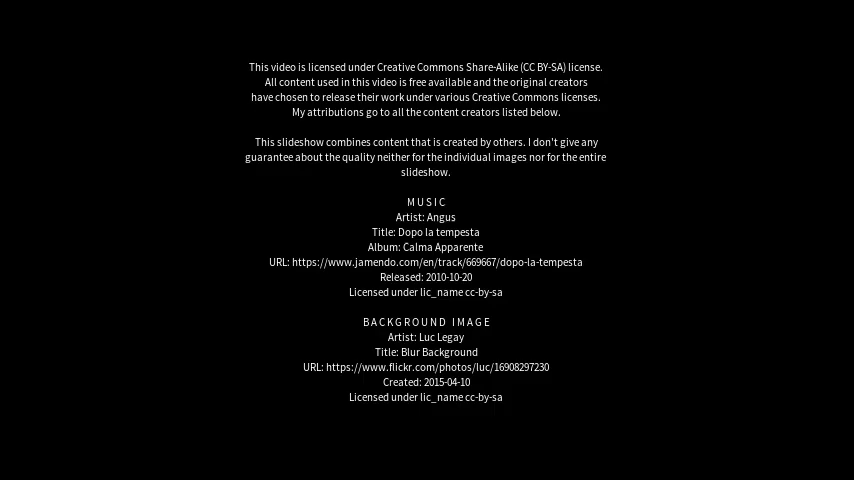 This video is licensed under Creative Commons Share-Alike (CC BY-SA) license.
All content used in this video is free available and the original creators
have chosen to release their work under various Creative Commons licenses.
My attributions go to all the content creators listed below.
This slideshow combines content that is created by others. I don't give any
guarantee about the quality neither for the individual images nor for the entire
slideshow.
MUSIC
Artist: Angus
Title: Dopo la tempesta
Album: Calma Apparente
URL: https://www.jamendo.com/en/track/669667/dopo-la-tempesta
Released: 2010-10-20
Licensed under lic_name cc-by-sa
BACKGROUND IMAGE
Artist: Luc Legay
Title: Blur Background
URL: https://www.flickr.com/photos/luc/16908297230
Created: 2015-04-10
Licensed under lic_name cc-by-sa